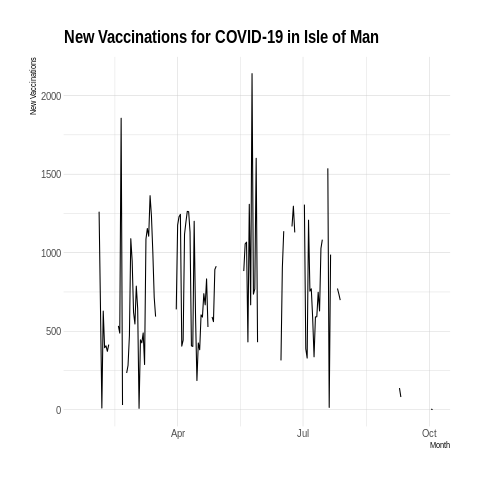 New Vaccinations for COVID-19 in Isle of Man
New Vaccinations
2000
1500
1000
500
0
Apr
Jul
Oct
Month